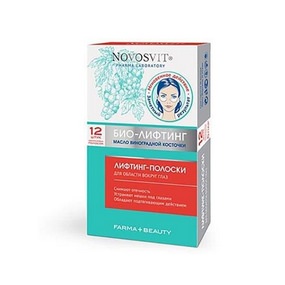 NOVOSVIT®
PHARMA LABORATORY
12
ШТУК
БИО-ЛИФТИНГ
МАСЛО ВИНОГРАДНОЙ КОСТОЧКИ
ЛИФТИНГ-ПОЛОСКИ
ДЛЯ ОБЛАСТИ ВОКРУГ ГЛАЗ
Снимают отечность
Устраняют мешки под глазами
Обладают подтягивающим действием
FARMA+BEAUTY